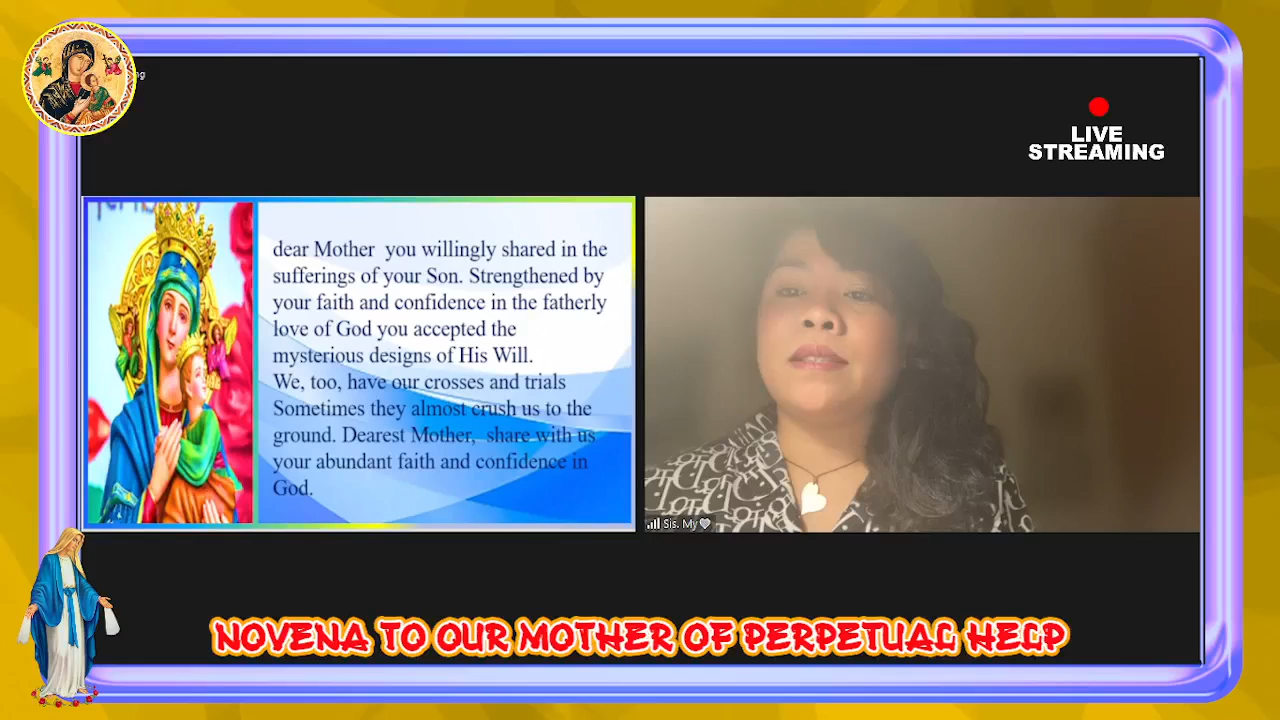 LIVE
STREAMING
dear Mother you willingly shared in the
sufferings of your Son. Strengthened by
your faith and confidence in the fatherly
love of God you accepted the
mysterious designs of His Will.
We, too, have our crosses and trials
Sometimes they almost crush us to the
ground. Dearest Mother, share with us
your abundant faith and confidence in
God.
Sis. My🤍
NOVENA TO OUR MOTHER OF PERPETUAL HELP